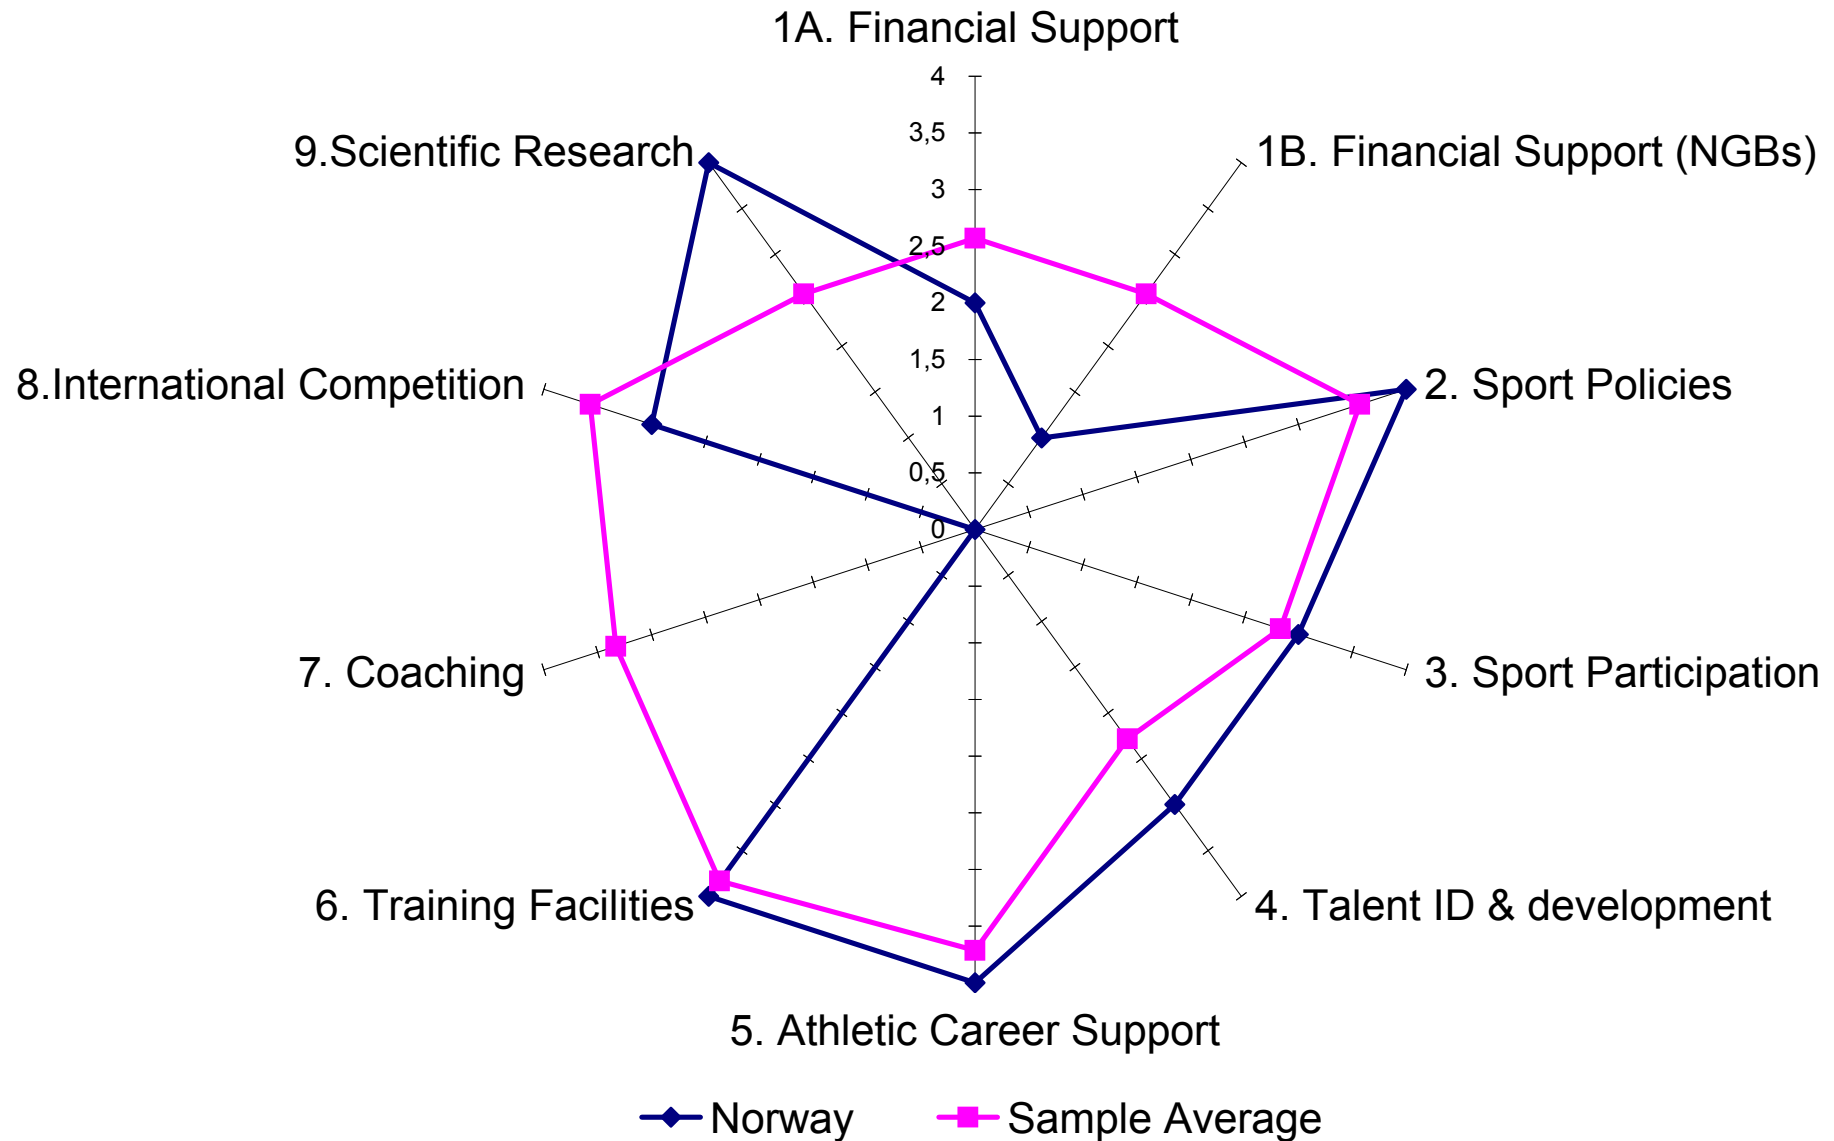 1A. Financial Support
4
3,5
9.Scientific Research
1B. Financial Support (NGBs)
3
2,5
2
8.International Competition
2. Sport Policies
1,5
1
0,5
0
7. Coaching
3. Sport Participation
6. Training Facilities
4. Talent ID & development
5. Athletic Career Support
Norway
Sample Average